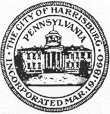 THE CITY OF HARRISBURG
PENNSYLVANIA
INCORPORATED MAR. 19, 1860